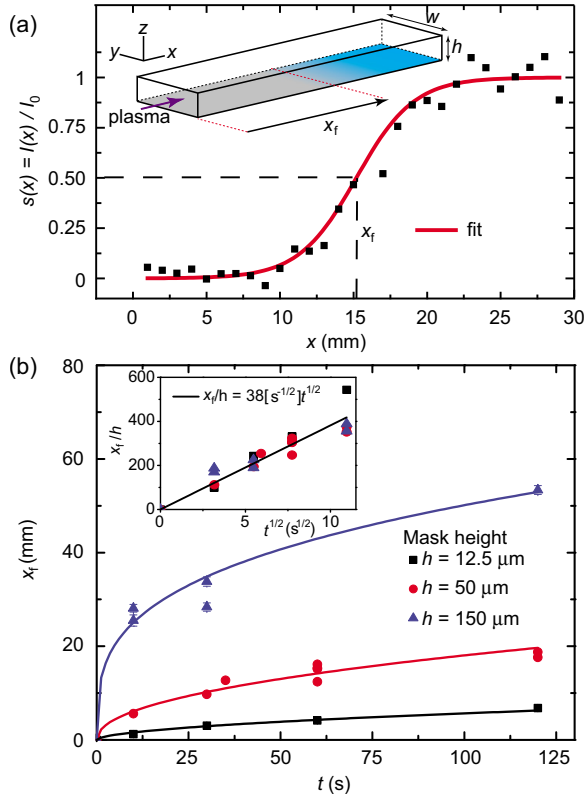 (a)
z
y
x
w
h
plasma
x_f
s(x) = I(x) / I_0
1
0.75
0.50
0.25
0
x_f
fit
0 5 10 15 20 25 30
x (mm)
(b)
80
60
40
20
0
x_f (mm)
600
400
200
0
x_f/h
x_f/h = 38[s^{-1/2}]t^{1/2}
0 5 10
t^{1/2}(s^{1/2})
Mask height
h = 12.5 μm
h = 50 μm
h = 150 μm
0 25 50 75 100 125
t (s)